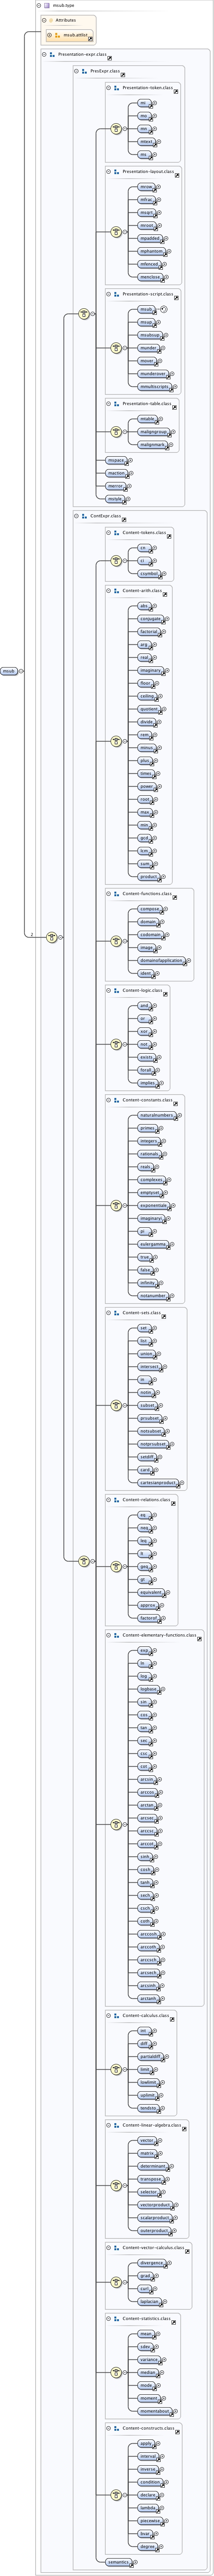 msub.type
Attributes
msub.attlist
Presentation-expr.class
PresExpr.class
Presentation-token.class
mi
mo
mn
mtext
ms
Presentation-layout.class
mrow
mfrac
msqrt
mroot
mpadded
mphantom
mfenced
menclose
Presentation-script.class
msub
msup
msubsup
munder
mover
munderover
mmultiscripts
Presentation-table.class
mtable
maligngroup
malignmark
mspace
maction
merror
mstyle
ContExpr.class
Content-tokens.class
cn
ci
csymbol
Content-arith.class
abs
conjugate
factorial
arg
real
imaginary
floor
ceiling
quotient
divide
rem
minus
plus
times
power
root
max
min
gcd
lcm
sum
product
msub
Content-functions.class
compose
domain
codomain
image
domainofapplication
ident
2
Content-logic.class
and
or
xor
not
exists
forall
implies
Content-constants.class
naturalnumbers
primes
integers
rationals
reals
complexes
emptyset
exponentiale
imaginaryi
pi
eulergamma
true
false
infinity
notanumber
Content-sets.class
set
list
union
intersect
in
notin
subset
prsubset
notsubset
notprsubset
setdiff
card
cartesianproduct
Content-relations.class
eq
neq
leq
lt
geq
gt
equivalent
approx
factorof
Content-elementary-functions.class
exp
ln
log
logbase
sin
cos
tan
sec
csc
cot
arcsin
arccos
arctan
arcsec
arccsc
arccot
sinh
cosh
tanh
sech
csch
coth
arccosh
arccoth
arccsch
arcsech
arcsinh
arctanh
Content-calculus.class
int
diff
partialdiff
limit
lowlimit
uplimit
tendsto
Content-linear-algebra.class
vector
matrix
determinant
transpose
selector
vectorproduct
scalarproduct
outerproduct
Content-vector-calculus.class
divergence
grad
curl
laplacian
Content-statistics.class
mean
sdev
variance
median
mode
moment
momentabout
Content-constructs.class
apply
interval
inverse
condition
declare
lambda
piecewise
bvar
degree
semantics